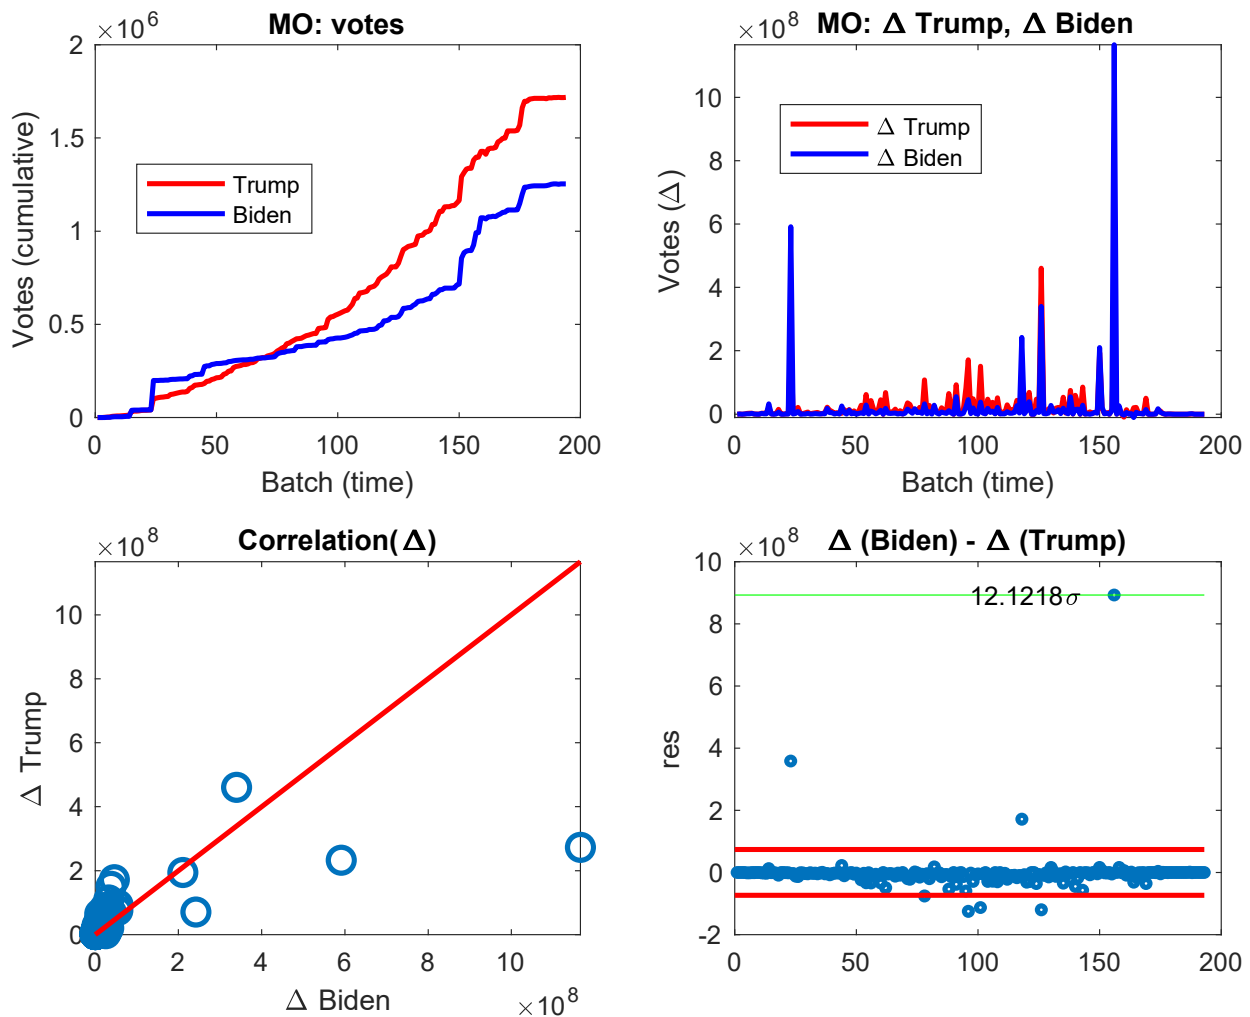 MO: votes
×10^6
2
1.5
1
0.5
0
0 50 100 150 200
Votes (cumulative)
Batch (time)
Trump
Biden
MO: Δ Trump, Δ Biden
×10^8
10
8
6
4
2
0
0 50 100 150 200
Votes (Δ)
Batch (time)
Δ Trump
Δ Biden
Correlation(Δ)
×10^8
10
8
6
4
2
0
0 2 4 6 8 10
×10^8
Δ Trump
Δ Biden
Δ (Biden) - Δ (Trump)
×10^8
10
8
6
4
2
0
-2
0 50 100 150 200
res
12.1218σ